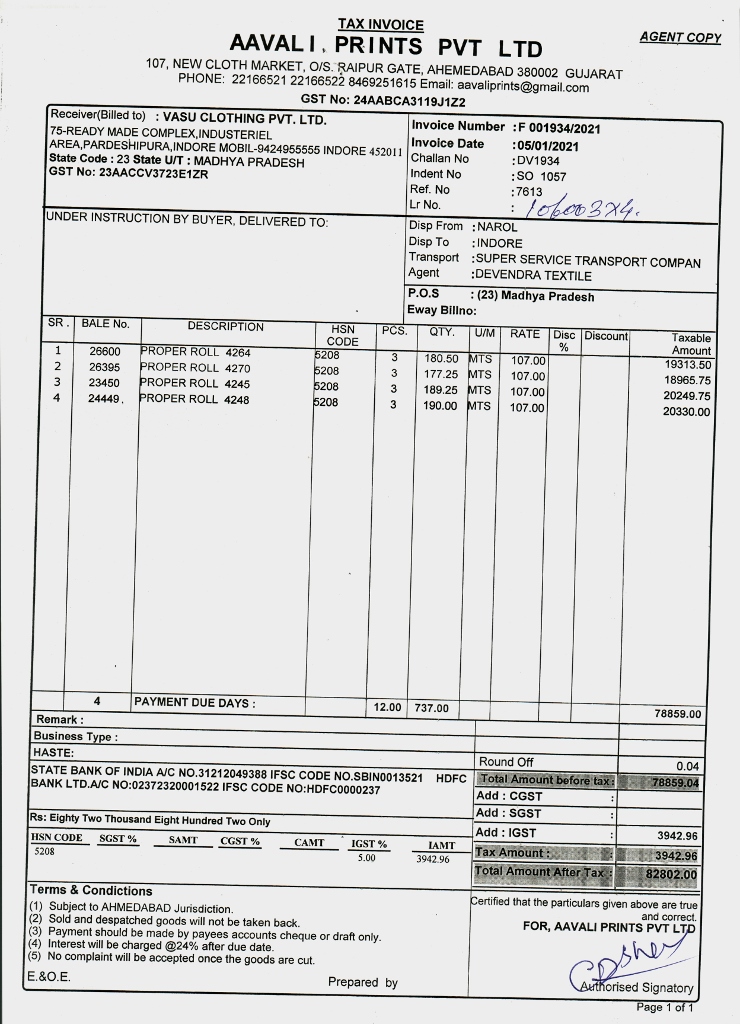 TAX INVOICE
AGENT COPY
AAVALI PRINTS PVT LTD
107, NEW CLOTH MARKET, O/S. RAIPUR GATE, AHEMEDABAD 380002 GUJARAT
PHONE: 22166521 22166522 8469251615 Email: aavaliprints@gmail.com
GST No: 24AABCA3119J1Z2
Receiver(Billed to) : VASU CLOTHING PVT. LTD.
75-READY MADE COMPLEX,INDUSTERIEL
AREA,PARDESHIPURA,INDORE MOBIL-9424955555 INDORE 452011
State Code : 23 State U/T : MADHYA PRADESH
GST No: 23AACCV3723E1ZR
Invoice Number : F 001934/2021
Invoice Date : 05/01/2021
Challan No : DV1934
Indent No : SO 1057
Ref. No : 7613
Lr No. :
UNDER INSTRUCTION BY BUYER, DELIVERED TO:
Disp From : NAROL
Disp To : INDORE
Transport : SUPER SERVICE TRANSPORT COMPAN
Agent : DEVENDRA TEXTILE
P.O.S : (23) Madhya Pradesh
Eway Billno:
SR. BALE No. DESCRIPTION HSN CODE PCS. QTY. U/M RATE Disc % Discount Taxable Amount
1 26600 PROPER ROLL 4264 5208 3 180.50 MTS 107.00 19313.50
2 26395 PROPER ROLL 4270 5208 3 177.25 MTS 107.00 18965.75
3 23450 PROPER ROLL 4245 5208 3 189.25 MTS 107.00 20249.75
4 24449. PROPER ROLL 4248 5208 3 190.00 MTS 107.00 20330.00
4 PAYMENT DUE DAYS : 12.00 737.00 78859.00
Remark :
Business Type :
HASTE:
Round Off 0.04
STATE BANK OF INDIA A/C NO.31212049388 IFSC CODE NO.SBIN0013521 HDFC
BANK LTD.A/C NO:02372320001522 IFSC CODE NO:HDFC0000237
Total Amount before tax : 78859.04
Add : CGST :
Add : SGST :
Add : IGST : 3942.96
Tax Amount : 3942.96
Total Amount After Tax : 82802.00
Rs: Eighty Two Thousand Eight Hundred Two Only
HSN CODE SGST % SAMT CGST % CAMT IGST % IAMT
5208 5.00 3942.96
Terms & Conditions
(1) Subject to AHMEDABAD Jurisdiction.
(2) Sold and despatched goods will not be taken back.
(3) Payment should be made by payees accounts cheque or draft only.
(4) Interest will be charged @24% after due date.
(5) No complaint will be accepted once the goods are cut.
E.&O.E.
Prepared by
Certified that the particulars given above are true
and correct.
FOR, AAVALI PRINTS PVT LTD
Authorised Signatory
Page 1 of 1